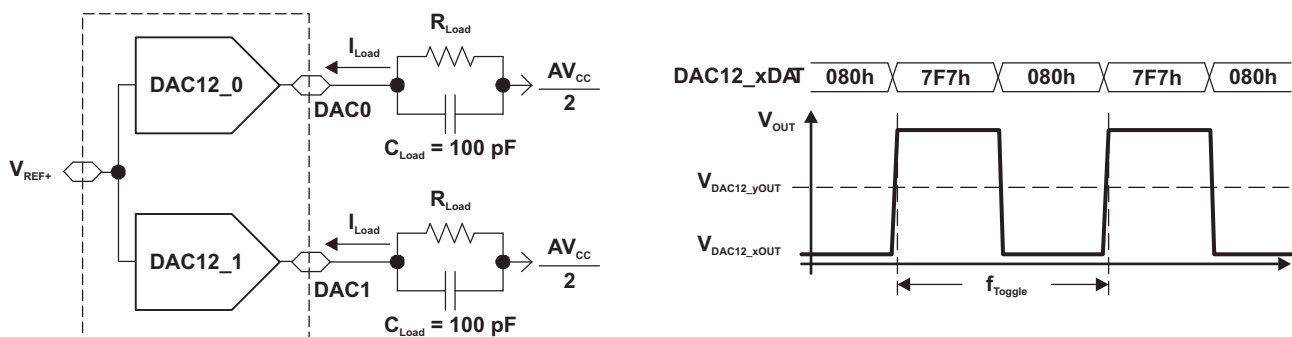 R_Load
I_Load
DAC12_0
DAC0
AV_CC
2
C_Load = 100 pF
V_REF+
R_Load
I_Load
DAC12_1
DAC1
AV_CC
2
C_Load = 100 pF
DAC12_xDAT 080h 7F7h 080h 7F7h 080h
V_OUT
V_DAC12_yOUT
V_DAC12_xOUT
f_Toggle